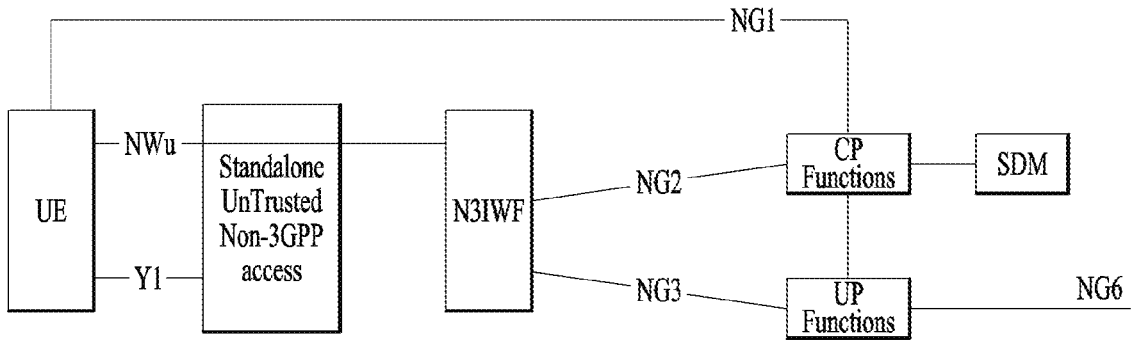 NG1
UE
NWu
Y1
Standalone
UnTrusted
Non-3GPP
access
N3IWF
NG2
NG3
CP
Functions
SDM
UP
Functions
NG6